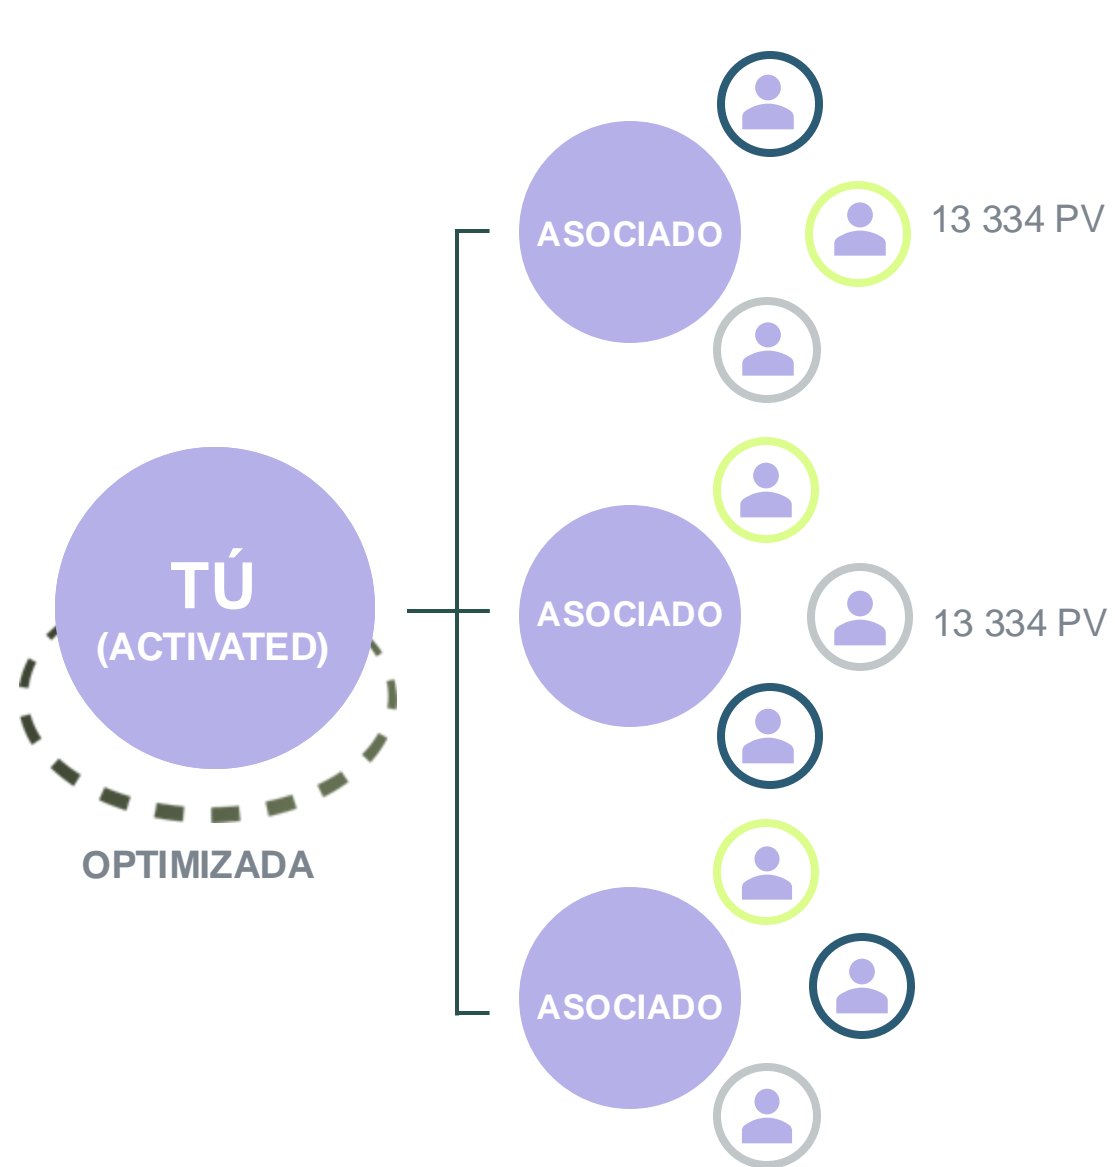 ASOCIADO
13 334 PV
TÚ
(ACTIVATED)
OPTIMIZADA
ASOCIADO
13 334 PV
ASOCIADO